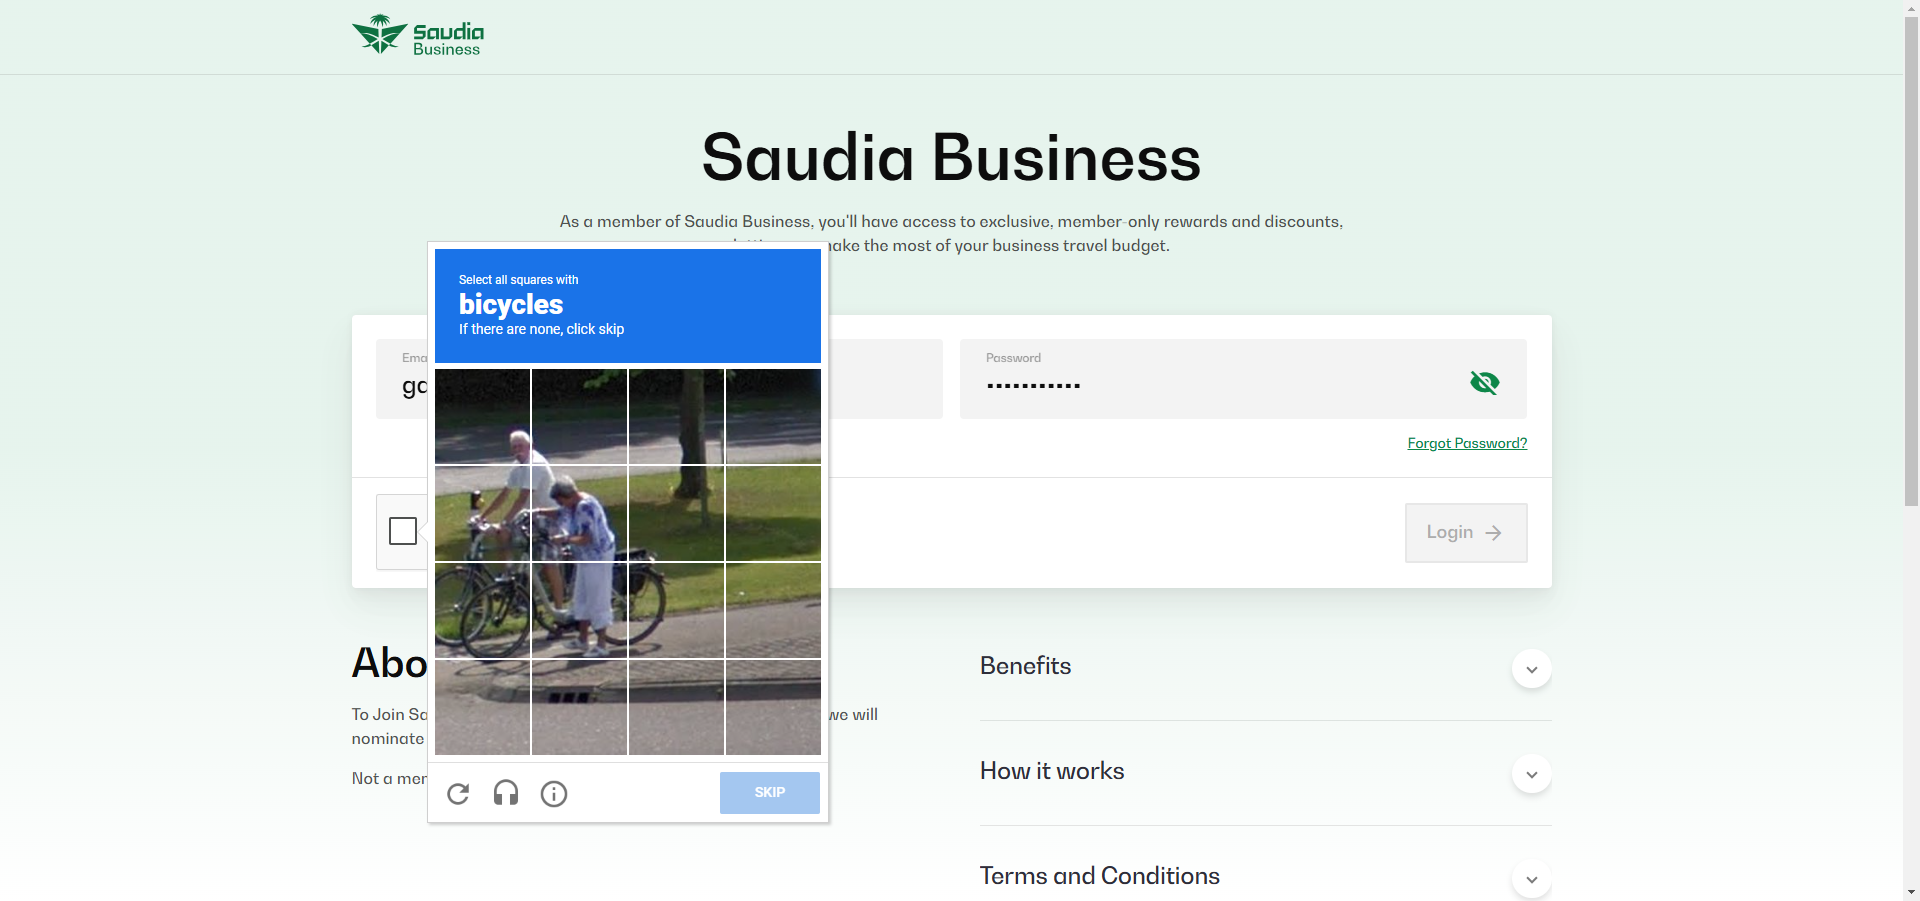 Saudia
Business
Saudia Business
As a member of Saudia Business, you'll have access to exclusive, member-only rewards and discounts,
make the most of your business travel budget.
Select all squares with
bicycles
If there are none, click skip
Ema
ga
Password
Forgot Password?
Login
Abo
To Join Sa
we will
nominate
Not a mer
SKIP
Benefits
How it works
Terms and Conditions